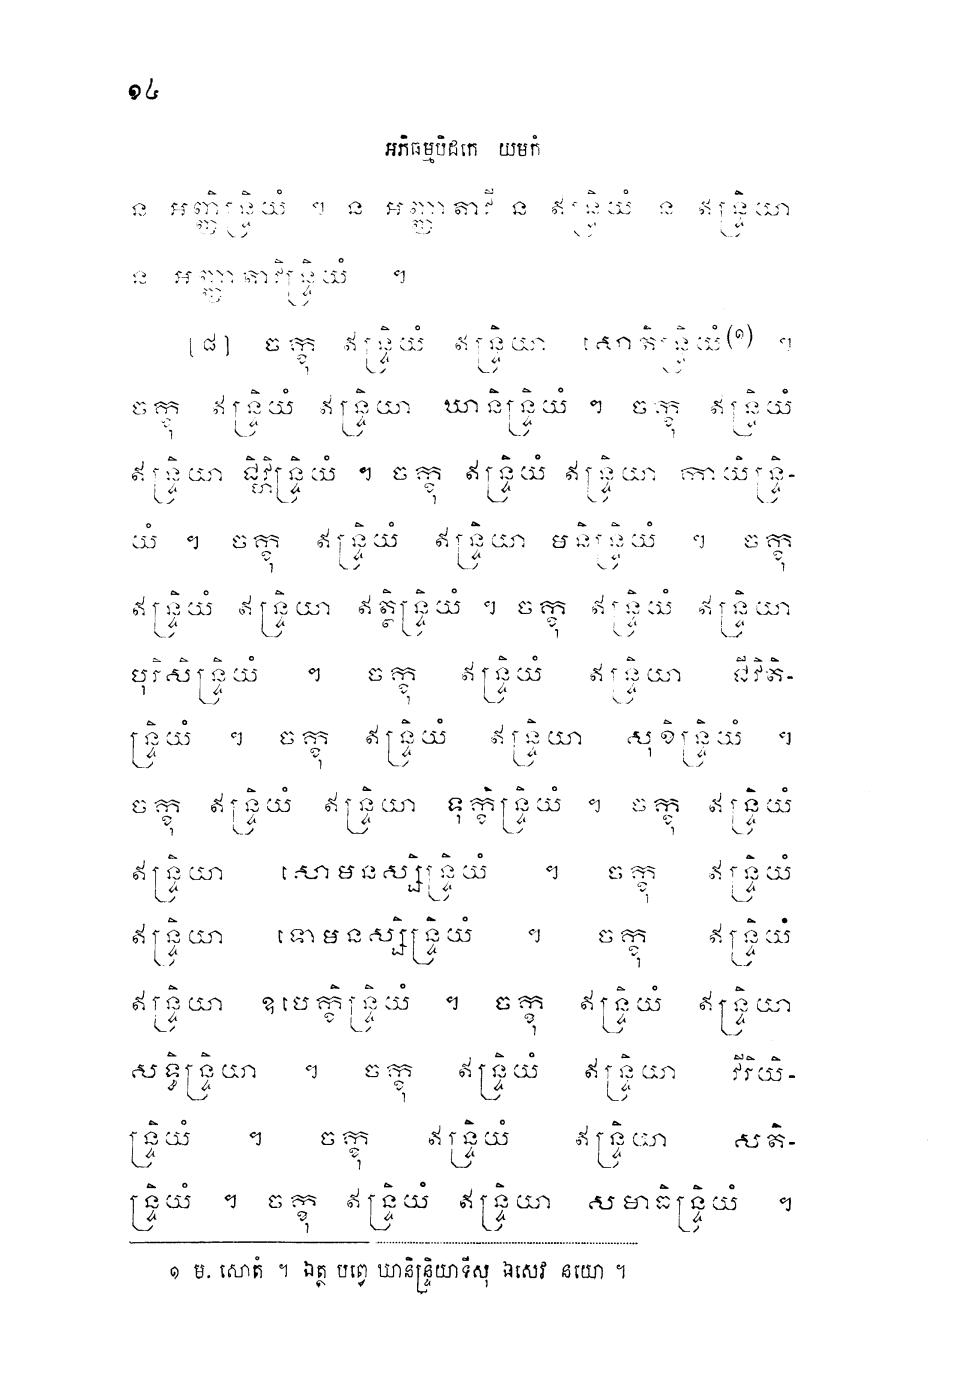 ១៤
អភិធម្មបិដកេ យមកំ
ន អញ្ញិន្ទ្រិយំ ។ ន អញ្ញាតាវី ន ឥន្ទ្រិយំ ន ឥន្ទ្រិយា
ន អញ្ញាតាវិន្ទ្រិយំ ។
[៨] ចក្ខុ ឥន្ទ្រិយំ ឥន្ទ្រិយា សោតិន្ទ្រិយំ(១) ។
ចក្ខុ ឥន្ទ្រិយំ ឥន្ទ្រិយា ឃានិន្ទ្រិយំ ។ ចក្ខុ ឥន្ទ្រិយំ
ឥន្ទ្រិយា ជិវ្ហិន្ទ្រិយំ ។ ចក្ខុ ឥន្ទ្រិយំ ឥន្ទ្រិយា កាយិន្ទ្រិ-
យំ ។ ចក្ខុ ឥន្ទ្រិយំ ឥន្ទ្រិយា មនិន្ទ្រិយំ ។ ចក្ខុ
ឥន្ទ្រិយំ ឥន្ទ្រិយា ឥត្ថិន្ទ្រិយំ ។ ចក្ខុ ឥន្ទ្រិយំ ឥន្ទ្រិយា
បុរិសិន្ទ្រិយំ ។ ចក្ខុ ឥន្ទ្រិយំ ឥន្ទ្រិយា ជីវិតិ-
ន្ទ្រិយំ ។ ចក្ខុ ឥន្ទ្រិយំ ឥន្ទ្រិយា សុខិន្ទ្រិយំ ។
ចក្ខុ ឥន្ទ្រិយំ ឥន្ទ្រិយា ទុក្ខិន្ទ្រិយំ ។ ចក្ខុ ឥន្ទ្រិយំ
ឥន្ទ្រិយា សោមនស្សិន្ទ្រិយំ ។ ចក្ខុ ឥន្ទ្រិយំ
ឥន្ទ្រិយា ទោមនស្សិន្ទ្រិយំ ។ ចក្ខុ ឥន្ទ្រិយំ
ឥន្ទ្រិយា ឧបេក្ខិន្ទ្រិយំ ។ ចក្ខុ ឥន្ទ្រិយំ ឥន្ទ្រិយា
សទ្ធិន្ទ្រិយា ។ ចក្ខុ ឥន្ទ្រិយំ ឥន្ទ្រិយា វីរិយិ-
ន្ទ្រិយំ ។ ចក្ខុ ឥន្ទ្រិយំ ឥន្ទ្រិយា សតិ-
ន្ទ្រិយំ ។ ចក្ខុ ឥន្ទ្រិយំ ឥន្ទ្រិយា សមាធិន្ទ្រិយំ ។
១ ម. សោតំ ។ ឯត្ថ បព្វេ ឃានិន្ទ្រិយាទីសុ ឯសេវ នយោ ។